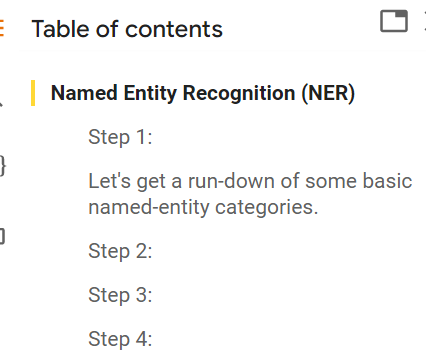 Table of contents
Named Entity Recognition (NER)
Step 1:
Let's get a run-down of some basic
named-entity categories.
Step 2:
Step 3:
Step 4: